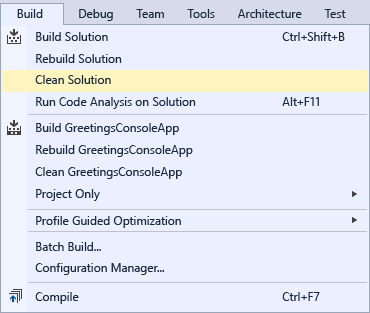 Build Debug Team Tools Architecture Test
Build Solution Ctrl+Shift+B
Rebuild Solution
Clean Solution
Run Code Analysis on Solution Alt+F11
Build GreetingsConsoleApp
Rebuild GreetingsConsoleApp
Clean GreetingsConsoleApp
Project Only
Profile Guided Optimization
Batch Build...
Configuration Manager...
Compile Ctrl+F7